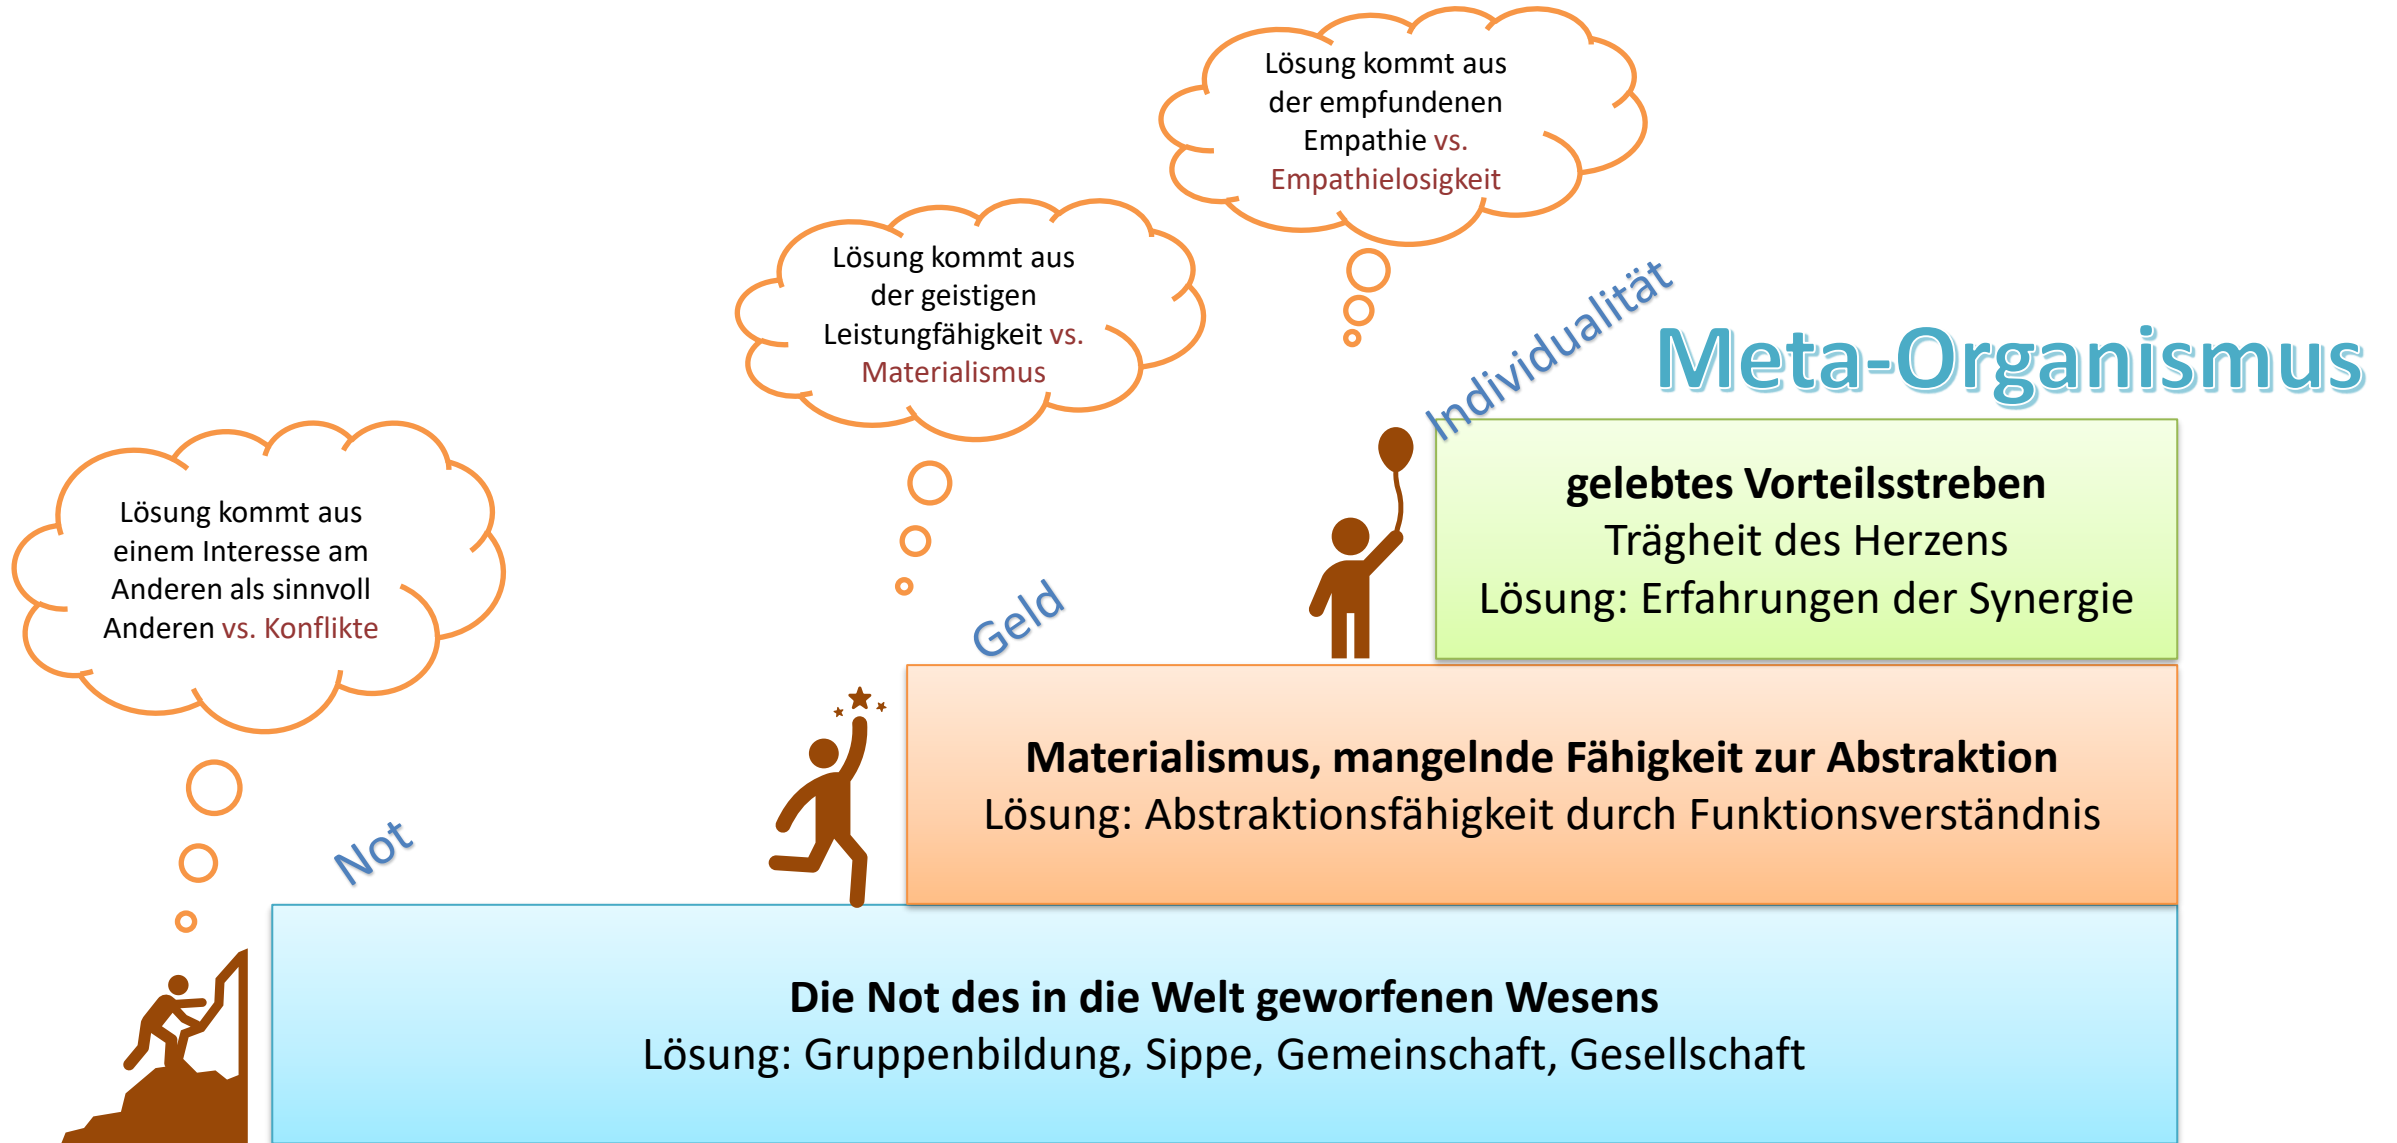 Lösung kommt aus
der empfundenen
Empathie vs.
Empathielosigkeit
Lösung kommt aus
der geistigen
Leistungfähigkeit vs.
Materialismus
Lösung kommt aus
einem Interesse am
Anderen als sinnvoll
Anderen vs. Konflikte
Individualität
Meta-Organismus
gelebtes Vorteilsstreben
Trägheit des Herzens
Lösung: Erfahrungen der Synergie
Geld
Materialismus, mangelnde Fähigkeit zur Abstraktion
Lösung: Abstraktionsfähigkeit durch Funktionsverständnis
Not
Die Not des in die Welt geworfenen Wesens
Lösung: Gruppenbildung, Sippe, Gemeinschaft, Gesellschaft